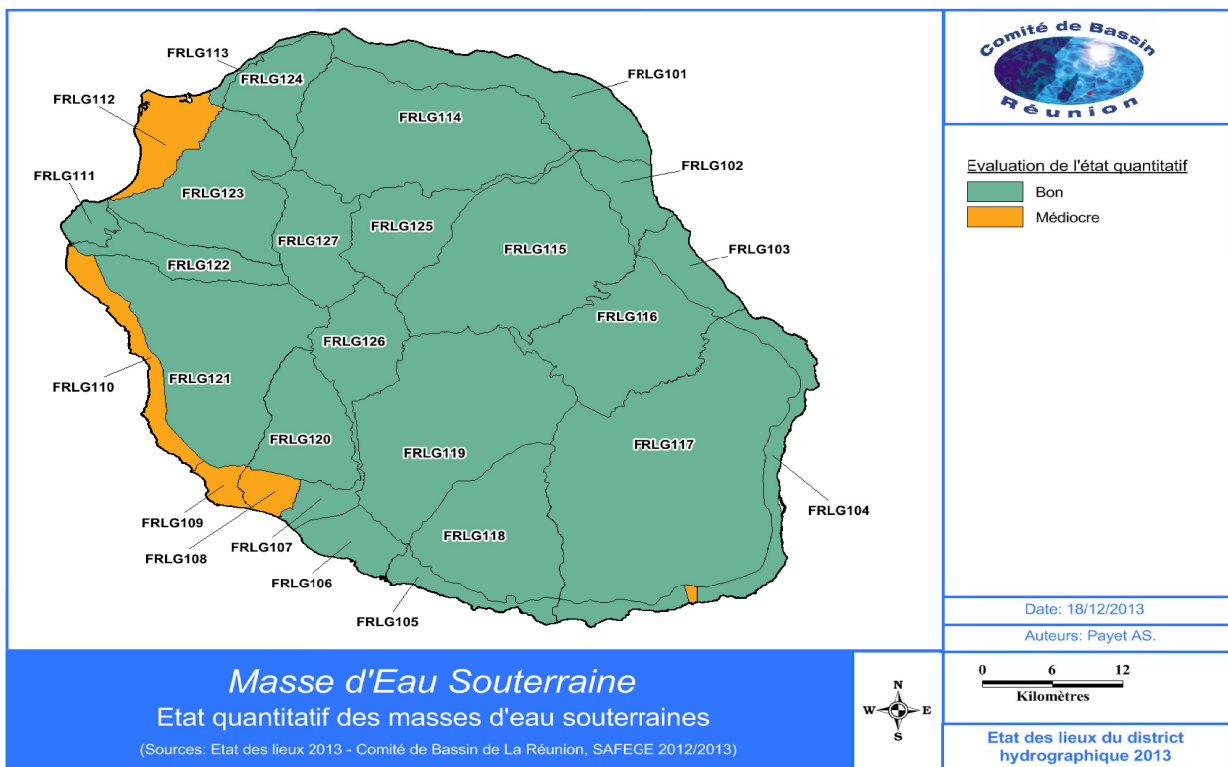 FRLG113
FRLG124
FRLG101
FRLG112
FRLG114
FRLG111
FRLG123
FRLG102
FRLG125
FRLG127
FRLG115
FRLG103
FRLG122
FRLG116
FRLG126
FRLG110
FRLG121
FRLG120
FRLG119
FRLG117
FRLG104
FRLG109
FRLG118
FRLG108
FRLG107
FRLG106
FRLG105
Comité de Bassin
Réunion
Evaluation de l'état quantitatif
Bon
Médiocre
Date: 18/12/2013
Auteurs: Payet AS.
Masse d'Eau Souterraine
Etat quantitatif des masses d'eau souterraines
(Sources: Etat des lieux 2013 - Comité de Bassin de La Réunion, SAFEGE 2012/2013)
N
W E
S
0 6 12
Kilomètres
Etat des lieux du district
hydrographique 2013